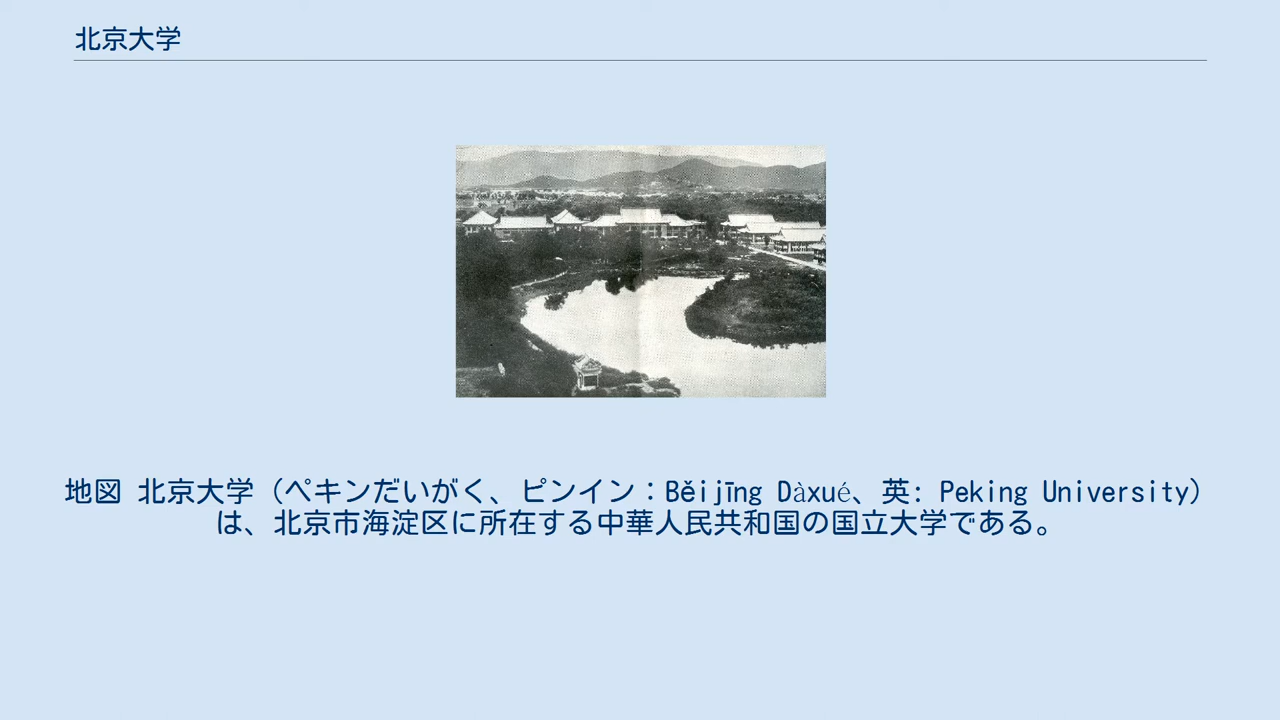 北京大学
地図 北京大学（ペキンだいがく、ピンイン：Běijīng Dàxué、英: Peking University）
は、北京市海淀区に所在する中華人民共和国の国立大学である。